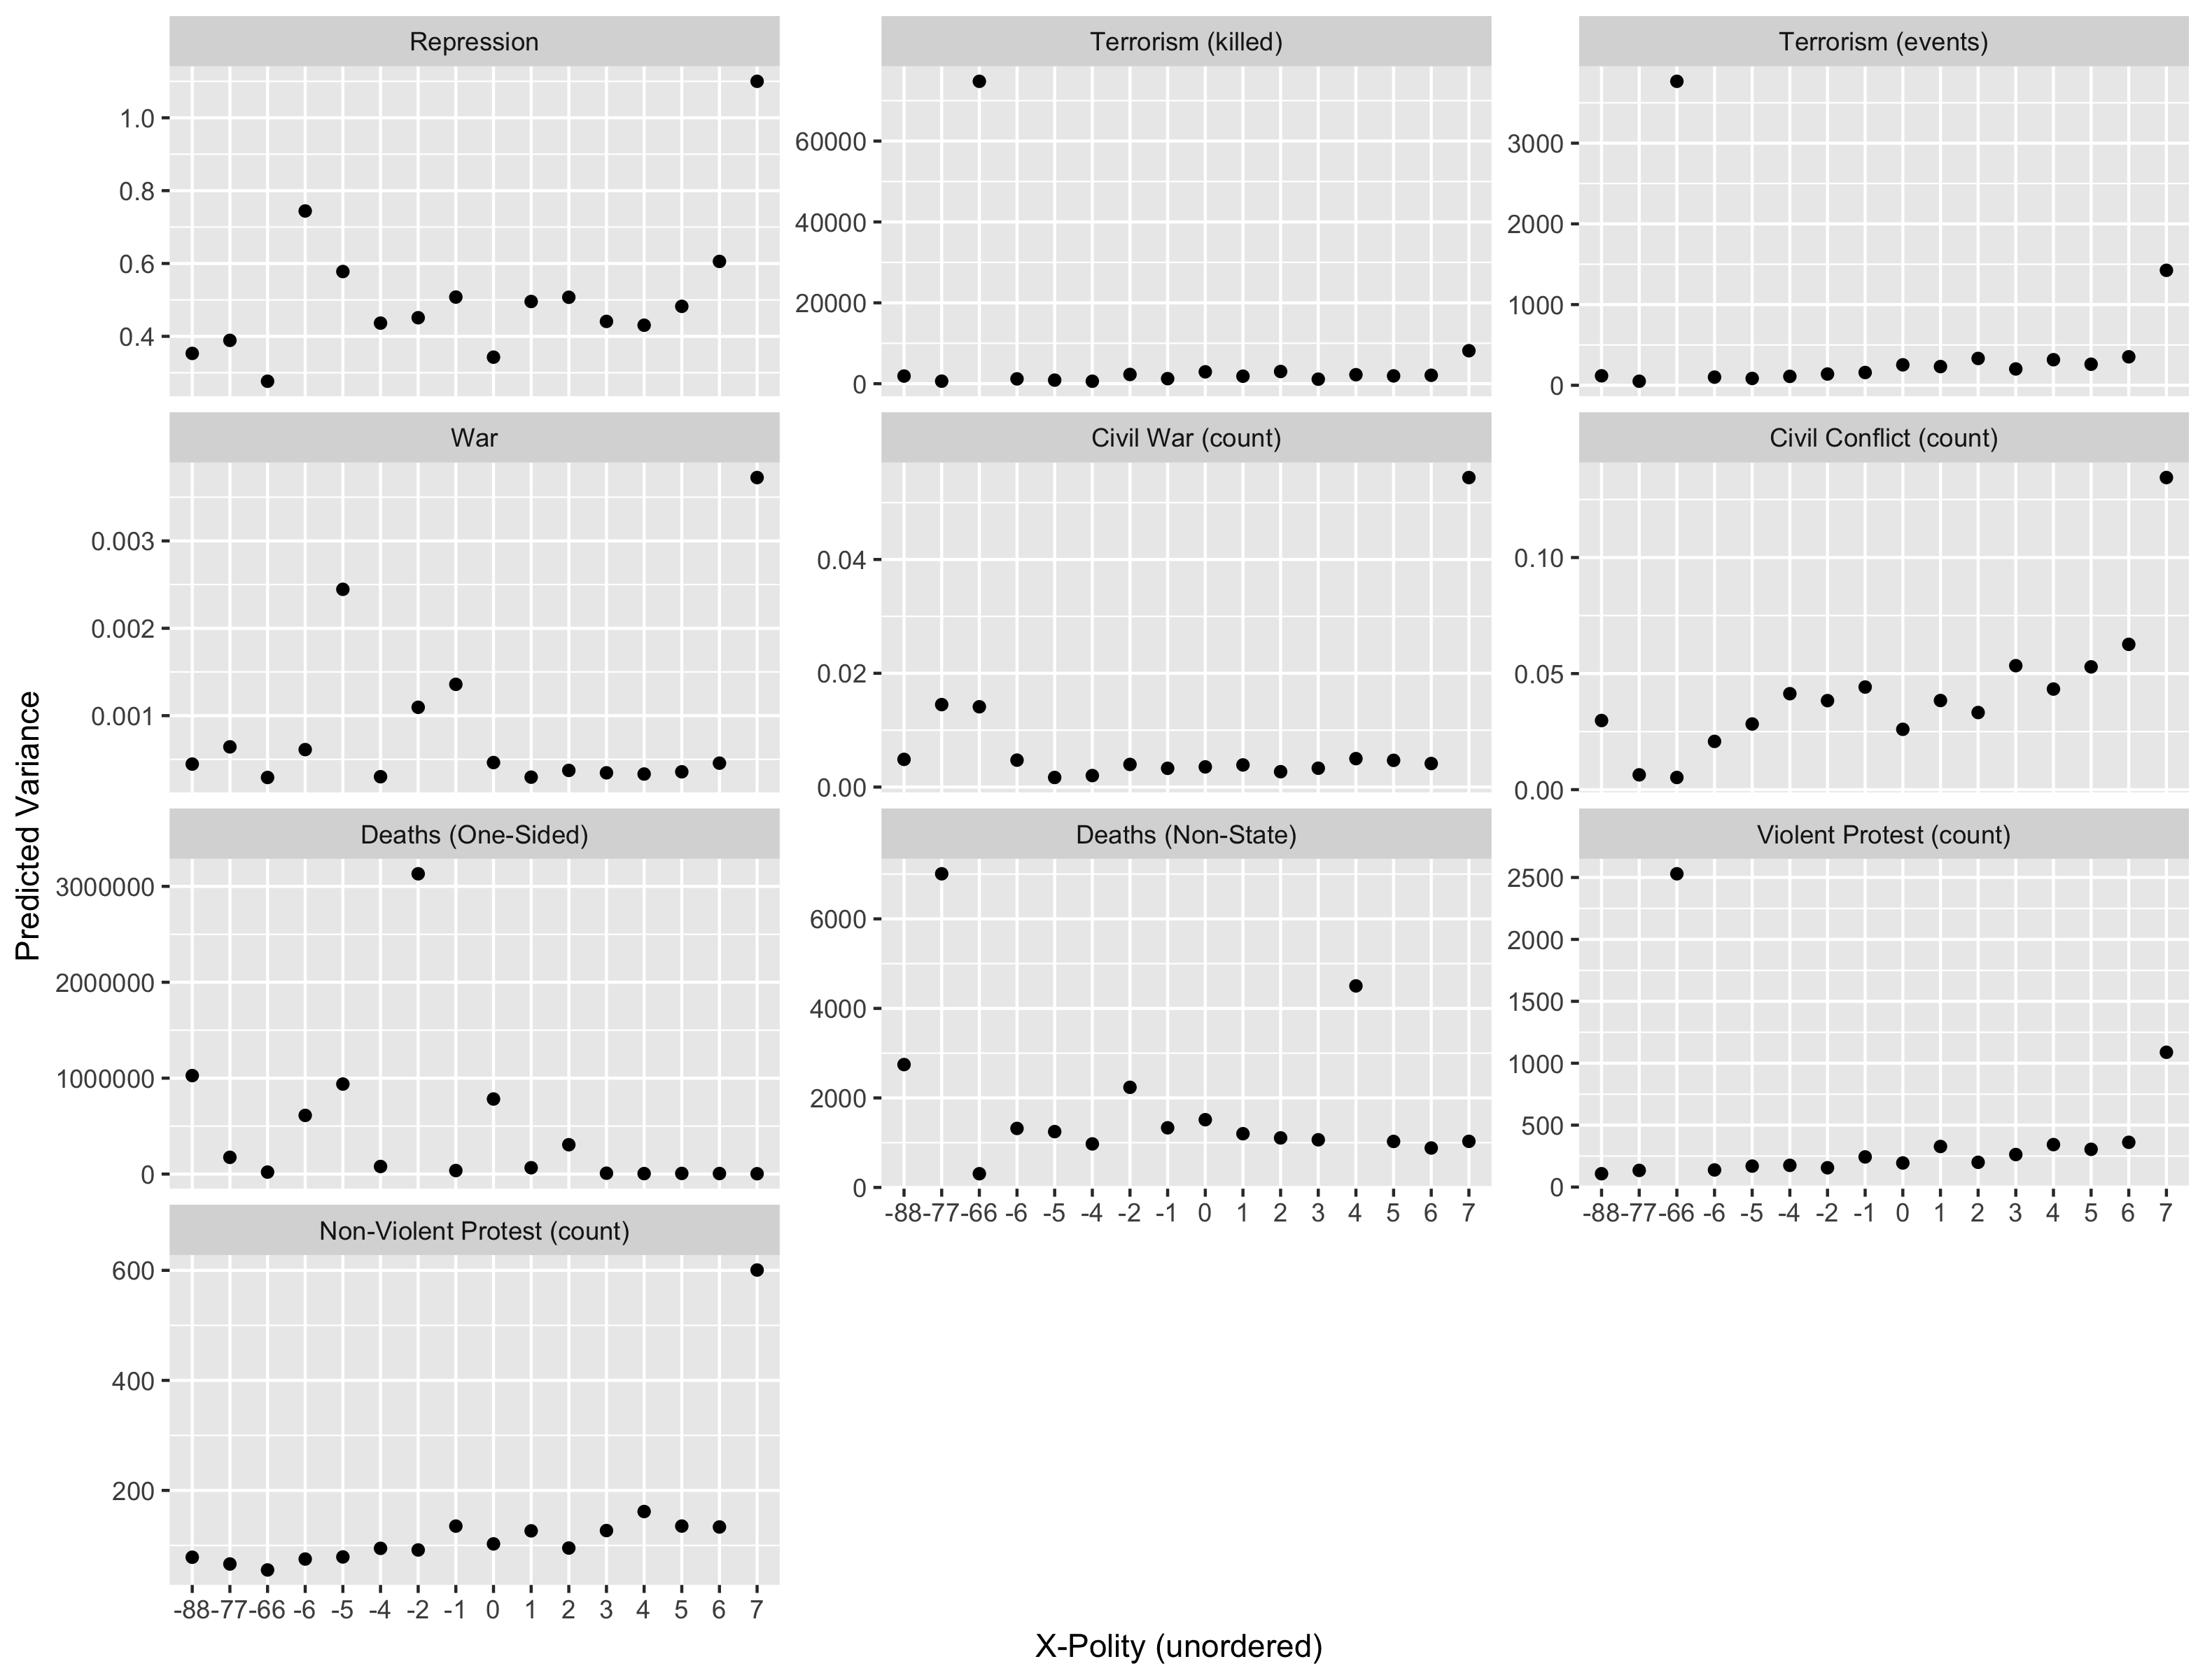 Repression
Terrorism (killed)
Terrorism (events)
1.0
0.8
0.6
0.4
60000
40000
20000
0
3000
2000
1000
0
War
Civil War (count)
Civil Conflict (count)
0.003
0.002
0.001
0.04
0.02
0.00
0.10
0.05
0.00
Predicted Variance
Deaths (One-Sided)
Deaths (Non-State)
Violent Protest (count)
3000000
2000000
1000000
0
6000
4000
2000
0
2500
2000
1500
1000
500
0
-88 -77 -66 -6 -5 -4 -2 -1 0 1 2 3 4 5 6 7
-88 -77 -66 -6 -5 -4 -2 -1 0 1 2 3 4 5 6 7
Non-Violent Protest (count)
600
400
200
-88 -77 -66 -6 -5 -4 -2 -1 0 1 2 3 4 5 6 7
X-Polity (unordered)